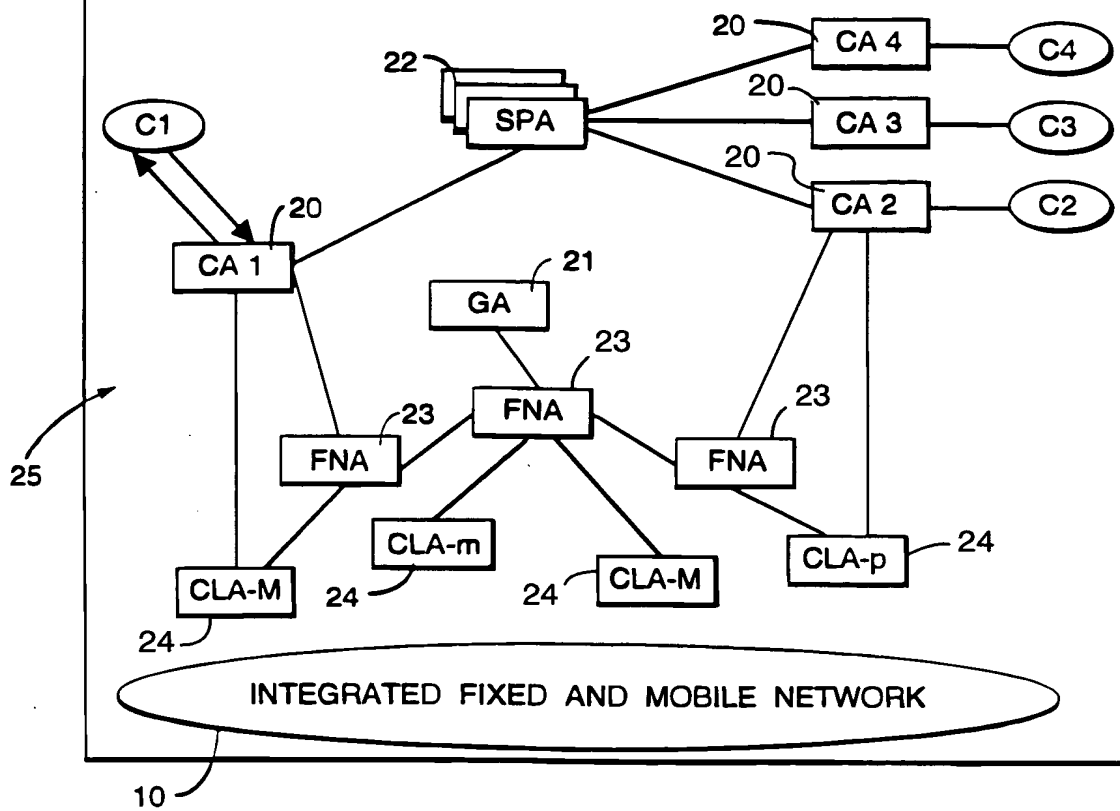 20
CA 4
C4
22
20
SPA
CA 3
C3
C1
20
20
CA 2
C2
CA 1
21
GA
23
FNA
23
23
FNA
FNA
25
CLA-m
24
CLA-p
24
CLA-M
24
CLA-M
24
INTEGRATED FIXED AND MOBILE NETWORK
10